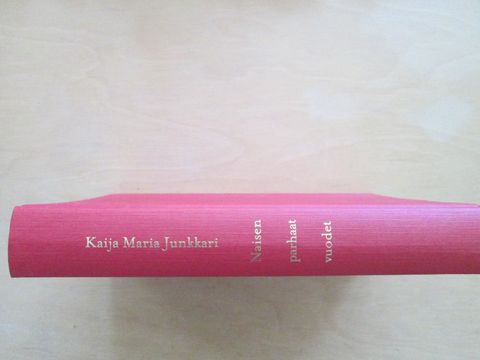 Kaija Maria Junkkari
Naisen
parhaat
vuodet